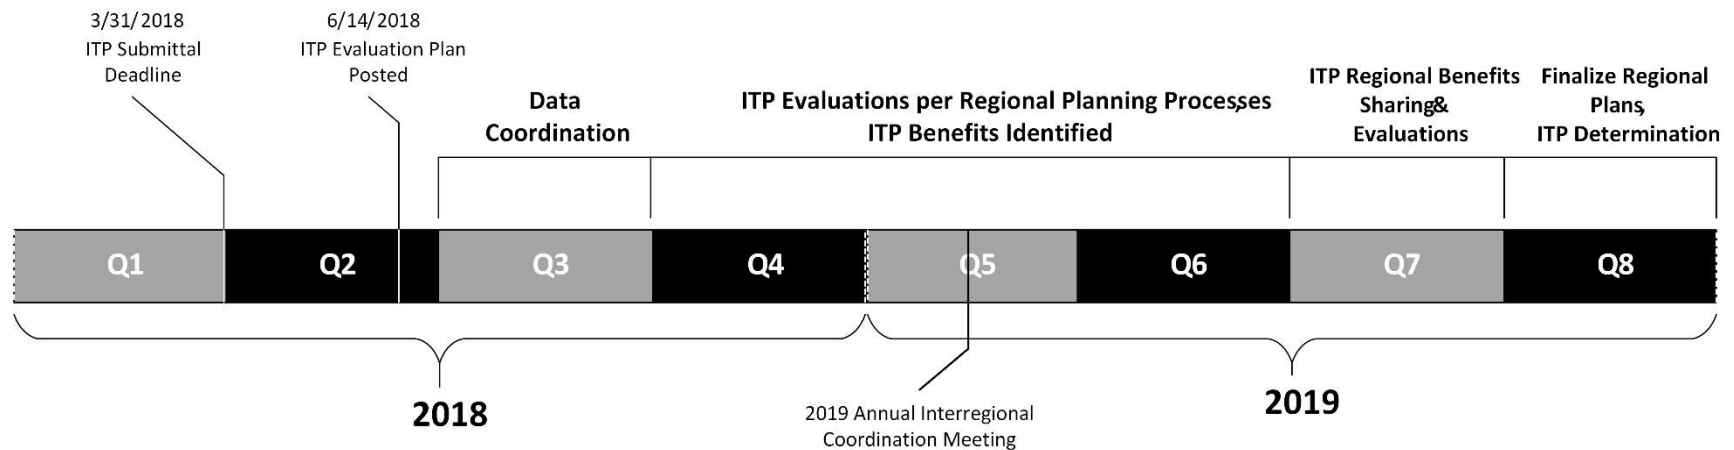 3/31/2018
ITP Submittal
Deadline
6/14/2018
ITP Evaluation Plan
Posted
Data
Coordination
ITP Evaluations per Regional Planning Processes,
ITP Benefits Identified
ITP Regional Benefits
Sharing&
Evaluations
Finalize Regional
Plans,
ITP Determination
Q1
Q2
Q3
Q4
Q5
Q6
Q7
Q8
2018
2019 Annual Interregional
Coordination Meeting
2019